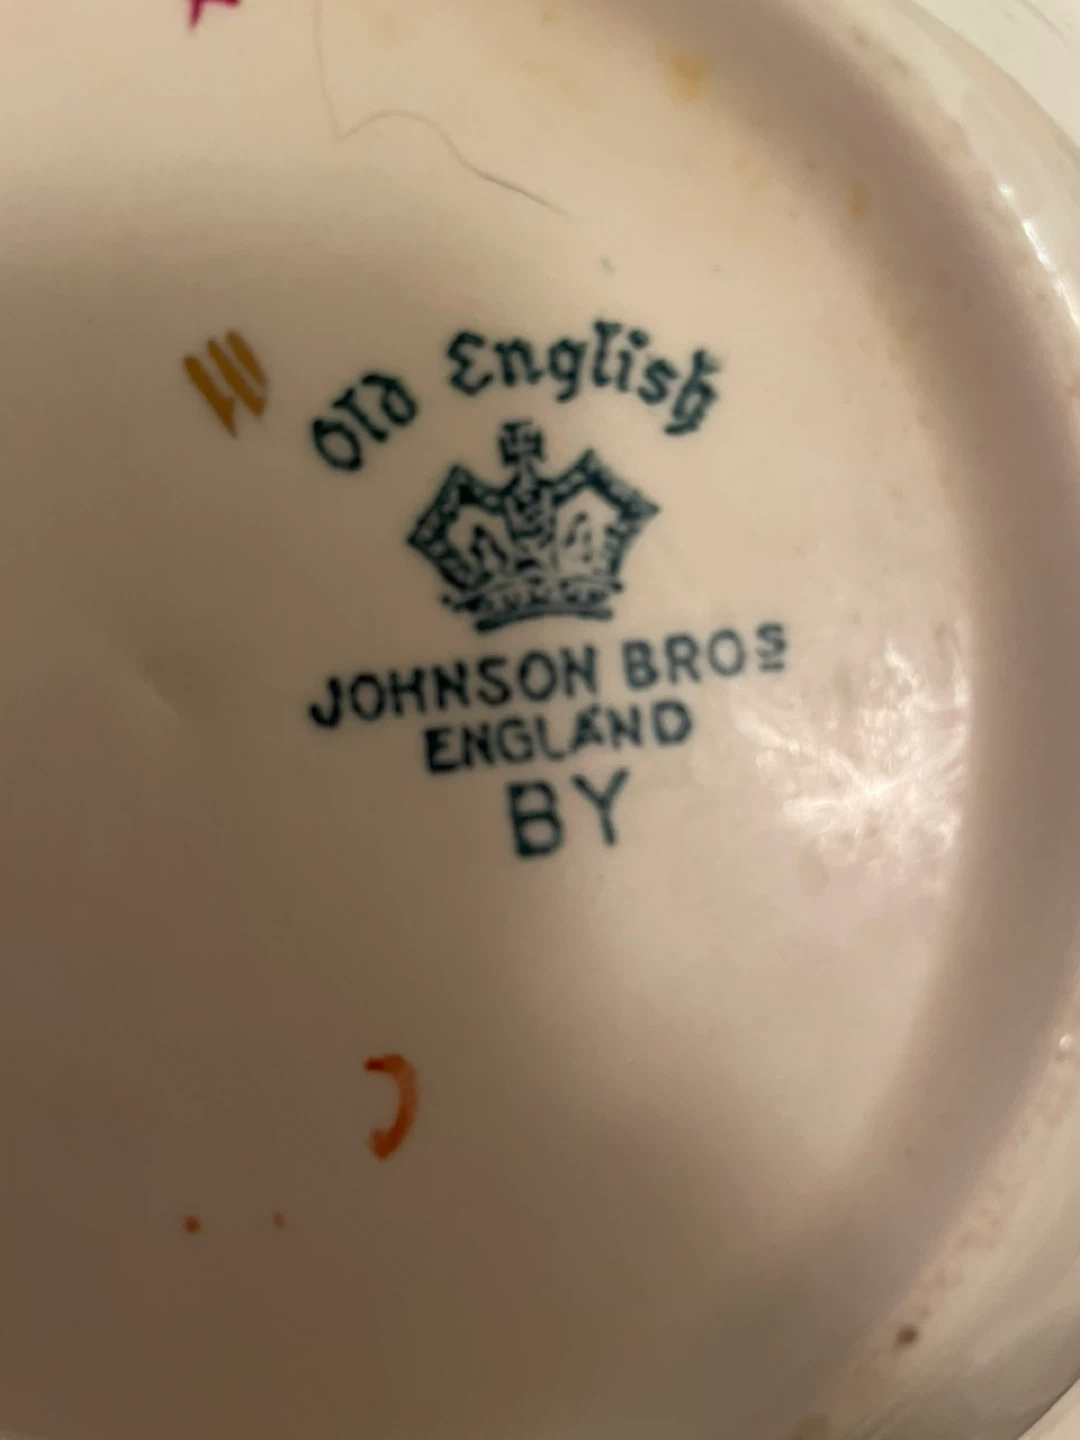 Old English
JOHNSON BROS
ENGLAND
BY